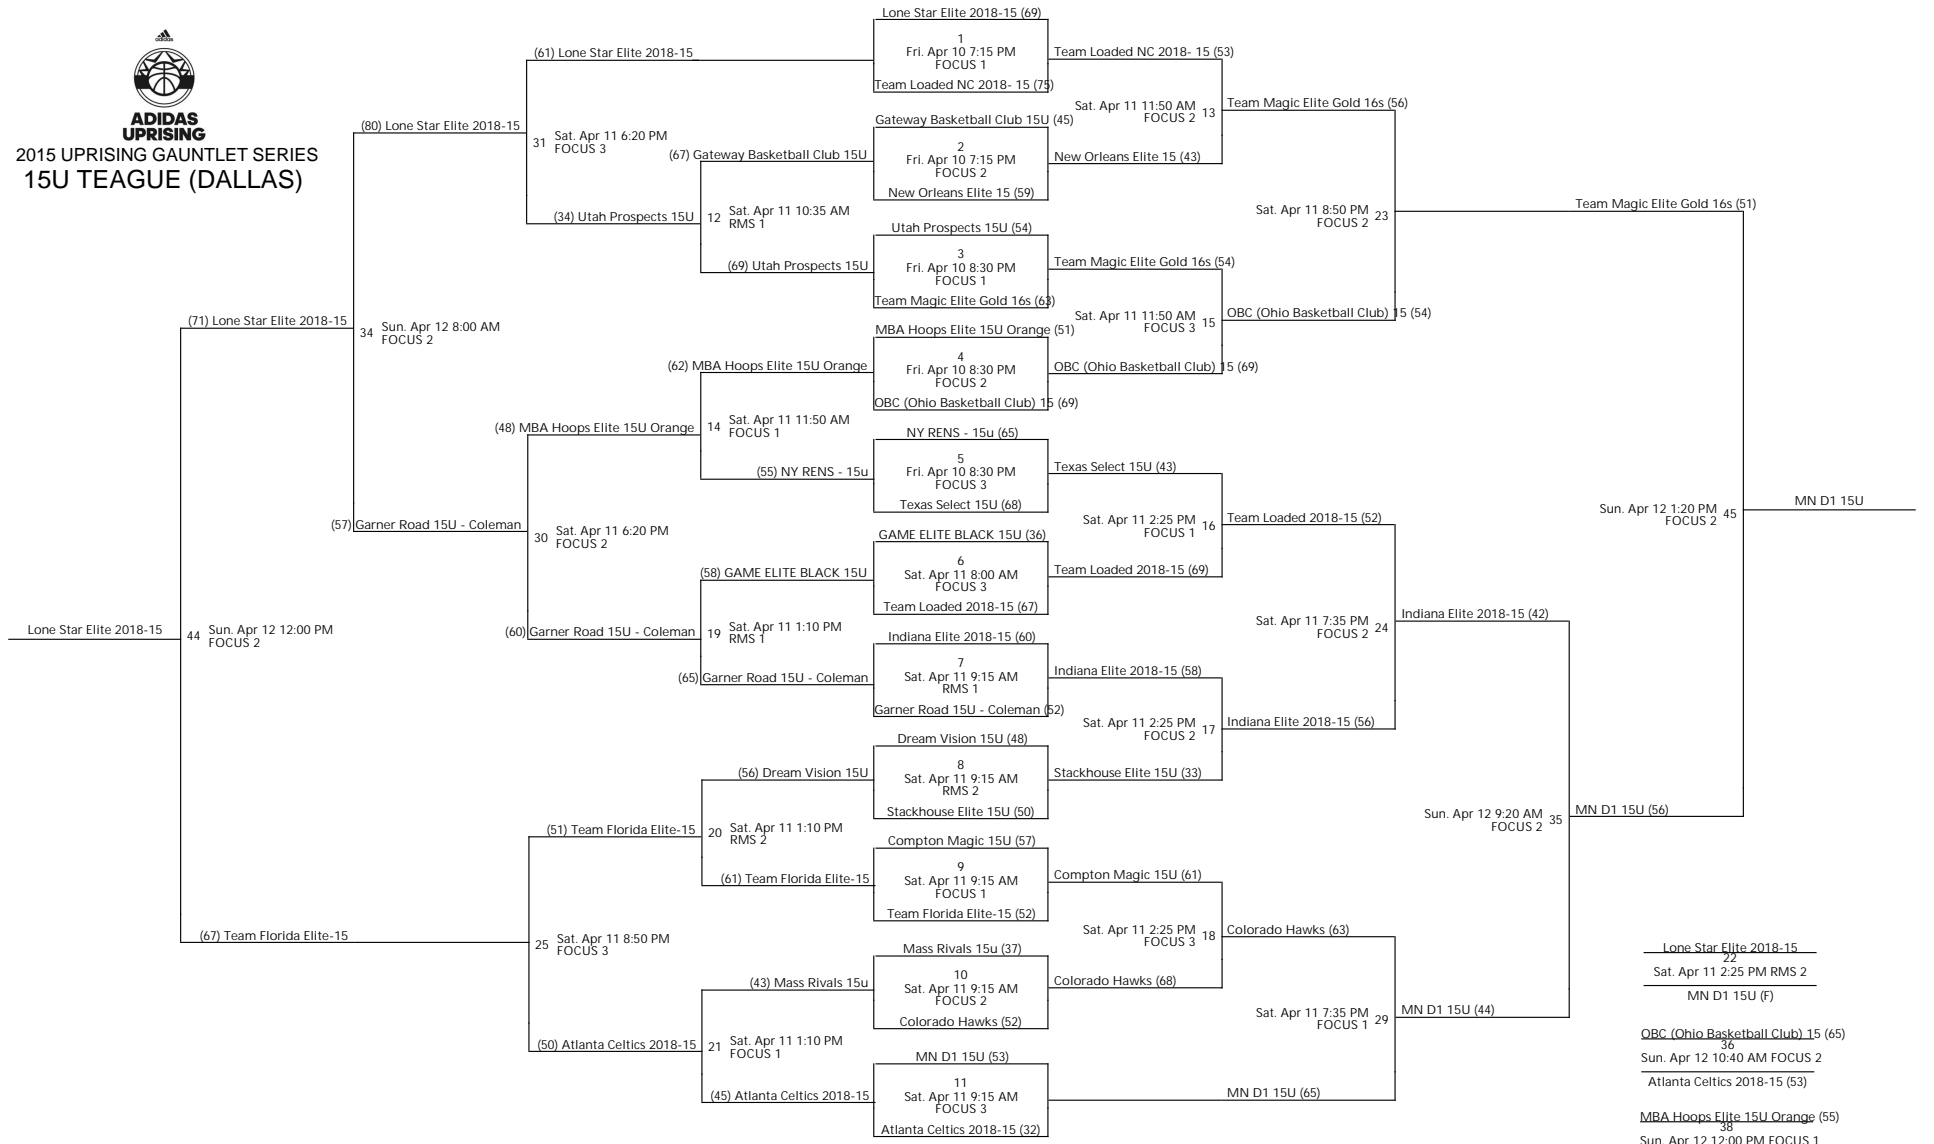 adidas
ADIDAS
UPRISING
2015 UPRISING GAUNTLET SERIES
15U TEAGUE (DALLAS)
Lone Star Elite 2018-15
44 Sun. Apr 12 12:00 PM
FOCUS 2
(71) Lone Star Elite 2018-15
(67) Team Florida Elite-15
(80) Lone Star Elite 2018-15
34 Sun. Apr 12 8:00 AM
FOCUS 2
(57) Garner Road 15U - Coleman
(61) Lone Star Elite 2018-15
31 Sat. Apr 11 6:20 PM
FOCUS 3
(34) Utah Prospects 15U
(48) MBA Hoops Elite 15U Orange
30 Sat. Apr 11 6:20 PM
FOCUS 2
(60) Garner Road 15U - Coleman
(51) Team Florida Elite-15
25 Sat. Apr 11 8:50 PM
FOCUS 3
(50) Atlanta Celtics 2018-15
(67) Gateway Basketball Club 15U
12 Sat. Apr 11 10:35 AM
RMS 1
(69) Utah Prospects 15U
(62) MBA Hoops Elite 15U Orange
14 Sat. Apr 11 11:50 AM
FOCUS 1
(55) NY RENS - 15u
(58) GAME ELITE BLACK 15U
19 Sat. Apr 11 1:10 PM
RMS 1
(65) Garner Road 15U - Coleman
(56) Dream Vision 15U
20 Sat. Apr 11 1:10 PM
RMS 2
(61) Team Florida Elite-15
(43) Mass Rivals 15u
21 Sat. Apr 11 1:10 PM
FOCUS 1
(45) Atlanta Celtics 2018-15
Lone Star Elite 2018-15 (69)
1
Fri. Apr 10 7:15 PM
FOCUS 1
Team Loaded NC 2018- 15 (75)
Gateway Basketball Club 15U (45)
2
Fri. Apr 10 7:15 PM
FOCUS 2
New Orleans Elite 15 (59)
Utah Prospects 15U (54)
3
Fri. Apr 10 8:30 PM
FOCUS 1
Team Magic Elite Gold 16s (63)
MBA Hoops Elite 15U Orange (51)
4
Fri. Apr 10 8:30 PM
FOCUS 2
OBC (Ohio Basketball Club) 15 (69)
NY RENS - 15u (65)
5
Fri. Apr 10 8:30 PM
FOCUS 3
Texas Select 15U (68)
GAME ELITE BLACK 15U (36)
6
Sat. Apr 11 8:00 AM
FOCUS 3
Team Loaded 2018-15 (67)
Indiana Elite 2018-15 (60)
7
Sat. Apr 11 9:15 AM
RMS 1
Garner Road 15U - Coleman (52)
Dream Vision 15U (48)
8
Sat. Apr 11 9:15 AM
RMS 2
Stackhouse Elite 15U (50)
Compton Magic 15U (57)
9
Sat. Apr 11 9:15 AM
FOCUS 1
Team Florida Elite-15 (52)
Mass Rivals 15u (37)
10
Sat. Apr 11 9:15 AM
FOCUS 2
Colorado Hawks (52)
MN D1 15U (53)
11
Sat. Apr 11 9:15 AM
FOCUS 3
Atlanta Celtics 2018-15 (32)
Team Loaded NC 2018- 15 (53)
Sat. Apr 11 11:50 AM 13
FOCUS 2
New Orleans Elite 15 (43)
Team Magic Elite Gold 16s (54)
Sat. Apr 11 11:50 AM 15
FOCUS 3
OBC (Ohio Basketball Club) 15 (69)
Texas Select 15U (43)
Sat. Apr 11 2:25 PM 16
FOCUS 1
Team Loaded 2018-15 (69)
Indiana Elite 2018-15 (58)
Sat. Apr 11 2:25 PM 17
FOCUS 2
Stackhouse Elite 15U (33)
Compton Magic 15U (61)
Sat. Apr 11 2:25 PM 18
FOCUS 3
Colorado Hawks (68)
Team Magic Elite Gold 16s (56)
Sat. Apr 11 8:50 PM 23
FOCUS 2
OBC (Ohio Basketball Club) 15 (54)
Team Loaded 2018-15 (52)
Sat. Apr 11 7:35 PM 24
FOCUS 2
Indiana Elite 2018-15 (56)
Colorado Hawks (63)
Sat. Apr 11 7:35 PM 29
FOCUS 1
MN D1 15U (65)
Indiana Elite 2018-15 (42)
Sun. Apr 12 9:20 AM 35
FOCUS 2
MN D1 15U (44)
Team Magic Elite Gold 16s (51)
Sun. Apr 12 1:20 PM 45
FOCUS 2
MN D1 15U (56)
MN D1 15U
Lone Star Elite 2018-15
22
Sat. Apr 11 2:25 PM RMS 2
MN D1 15U (F)
OBC (Ohio Basketball Club) 15 (65)
36
Sun. Apr 12 10:40 AM FOCUS 2
Atlanta Celtics 2018-15 (53)
MBA Hoops Elite 15U Orange (55)
38
Sun. Apr 12 12:00 PM FOCUS 1